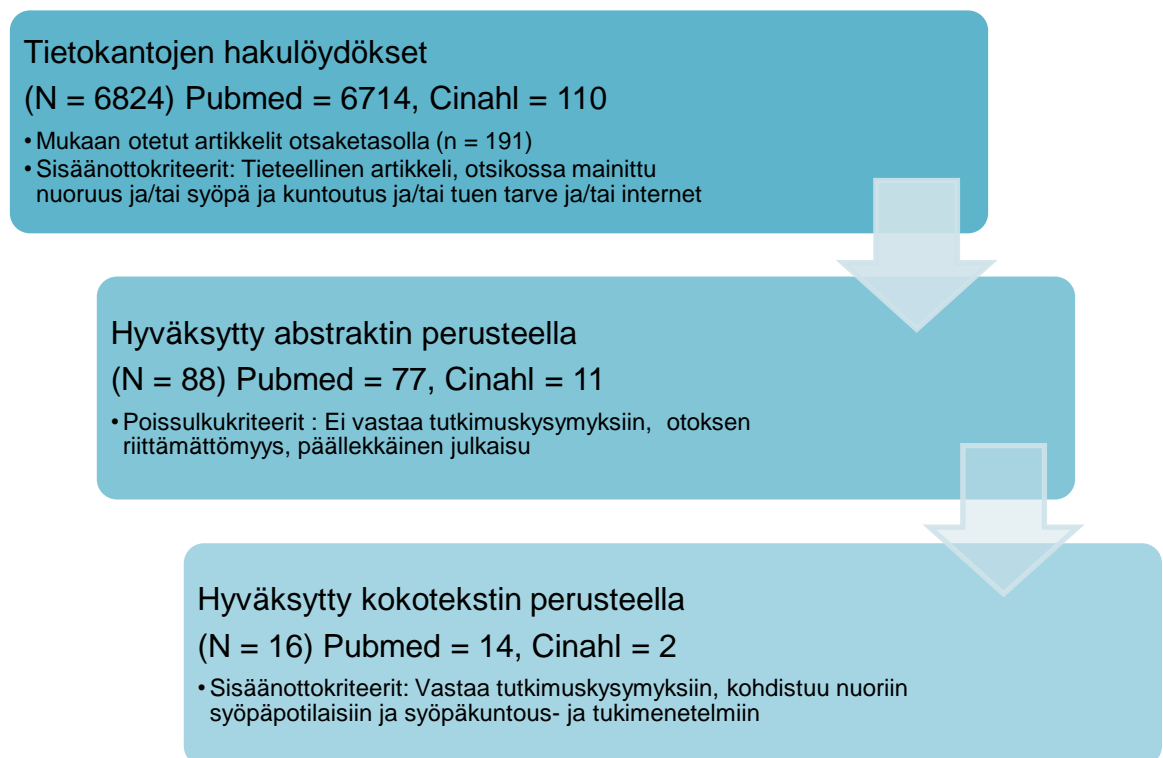 Tietokantojen hakulöydökset
(N = 6824) Pubmed = 6714, Cinahl = 110
• Mukaan otetut artikkelit otsaketasolla (n = 191)
• Sisäänottokriteerit: Tieteellinen artikkeli, otsikossa mainittu
nuoruus ja/tai syöpä ja kuntoutus ja/tai tuen tarve ja/tai internet
Hyväksytty abstraktin perusteella
(N = 88) Pubmed = 77, Cinahl = 11
• Poissulkukriteerit : Ei vastaa tutkimuskysymyksiin, otoksen
riittämättömyys, päällekkäinen julkaisu
Hyväksytty kokotekstin perusteella
(N = 16) Pubmed = 14, Cinahl = 2
• Sisäänottokriteerit: Vastaa tutkimuskysymyksiin, kohdistuu nuoriin
syöpäpotilaisiin ja syöpäkuntous- ja tukimenetelmiin